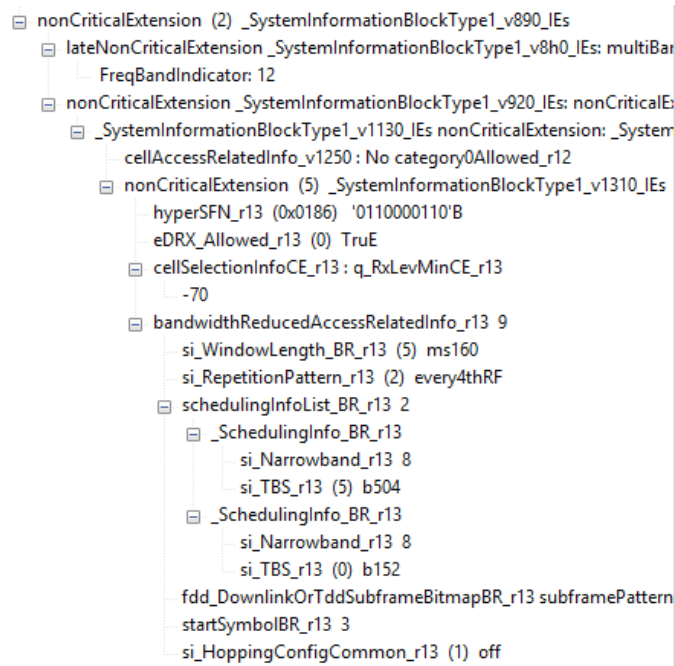 nonCriticalExtension (2) _SystemInformationBlockType1_v890_IEs
lateNonCriticalExtension _SystemInformationBlockType1_v8h0_IEs: multiBar
FreqBandIndicator: 12
nonCriticalExtension _SystemInformationBlockType1_v920_IEs: nonCriticalE
_SystemInformationBlockType1_v1130_IEs nonCriticalExtension: _System
cellAccessRelatedInfo_v1250 : No category0Allowed_r12
nonCriticalExtension (5) _SystemInformationBlockType1_v1310_IEs
hyperSFN_r13 (0x0186) '0110000110'B
eDRX_Allowed_r13 (0) TruE
cellSelectionInfoCE_r13 : q_RxLevMinCE_r13
-70
bandwidthReducedAccessRelatedInfo_r13 9
si_WindowLength_BR_r13 (5) ms160
si_RepetitionPattern_r13 (2) every4thRF
schedulingInfoList_BR_r13 2
_SchedulingInfo_BR_r13
si_Narrowband_r13 8
si_TBS_r13 (5) b504
_SchedulingInfo_BR_r13
si_Narrowband_r13 8
si_TBS_r13 (0) b152
fdd_DownlinkOrTddSubframeBitmapBR_r13 subframePattern
startSymbolBR_r13 3
si_HoppingConfigCommon_r13 (1) off